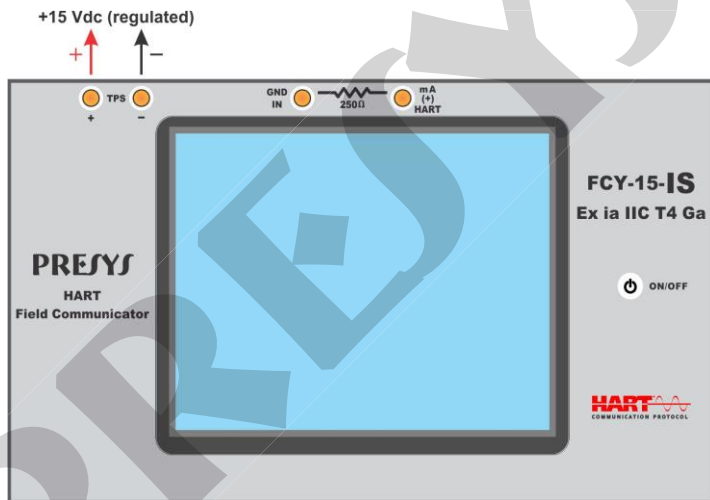 +15 Vdc (regulated)
+ −
TPS
+ −
GND
IN
250Ω
mA
(+)
HART
FCY-15-IS
Ex ia IIC T4 Ga
PRESYS
HART
Field Communicator
ON/OFF
HART
COMMUNICATION PROTOCOL
PRESYS